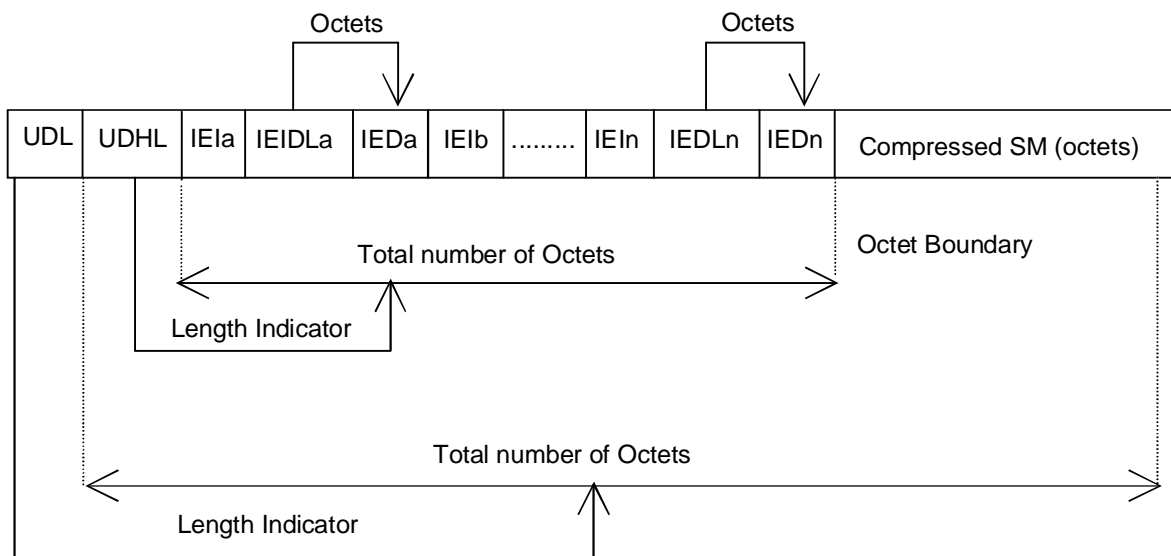 Octets Octets
UDL UDHL IEIa IEIDLa IEDa IEIb ......... IEIn IEDLn IEDn Compressed SM (octets)
Total number of Octets Octet Boundary
Length Indicator
Total number of Octets
Length Indicator